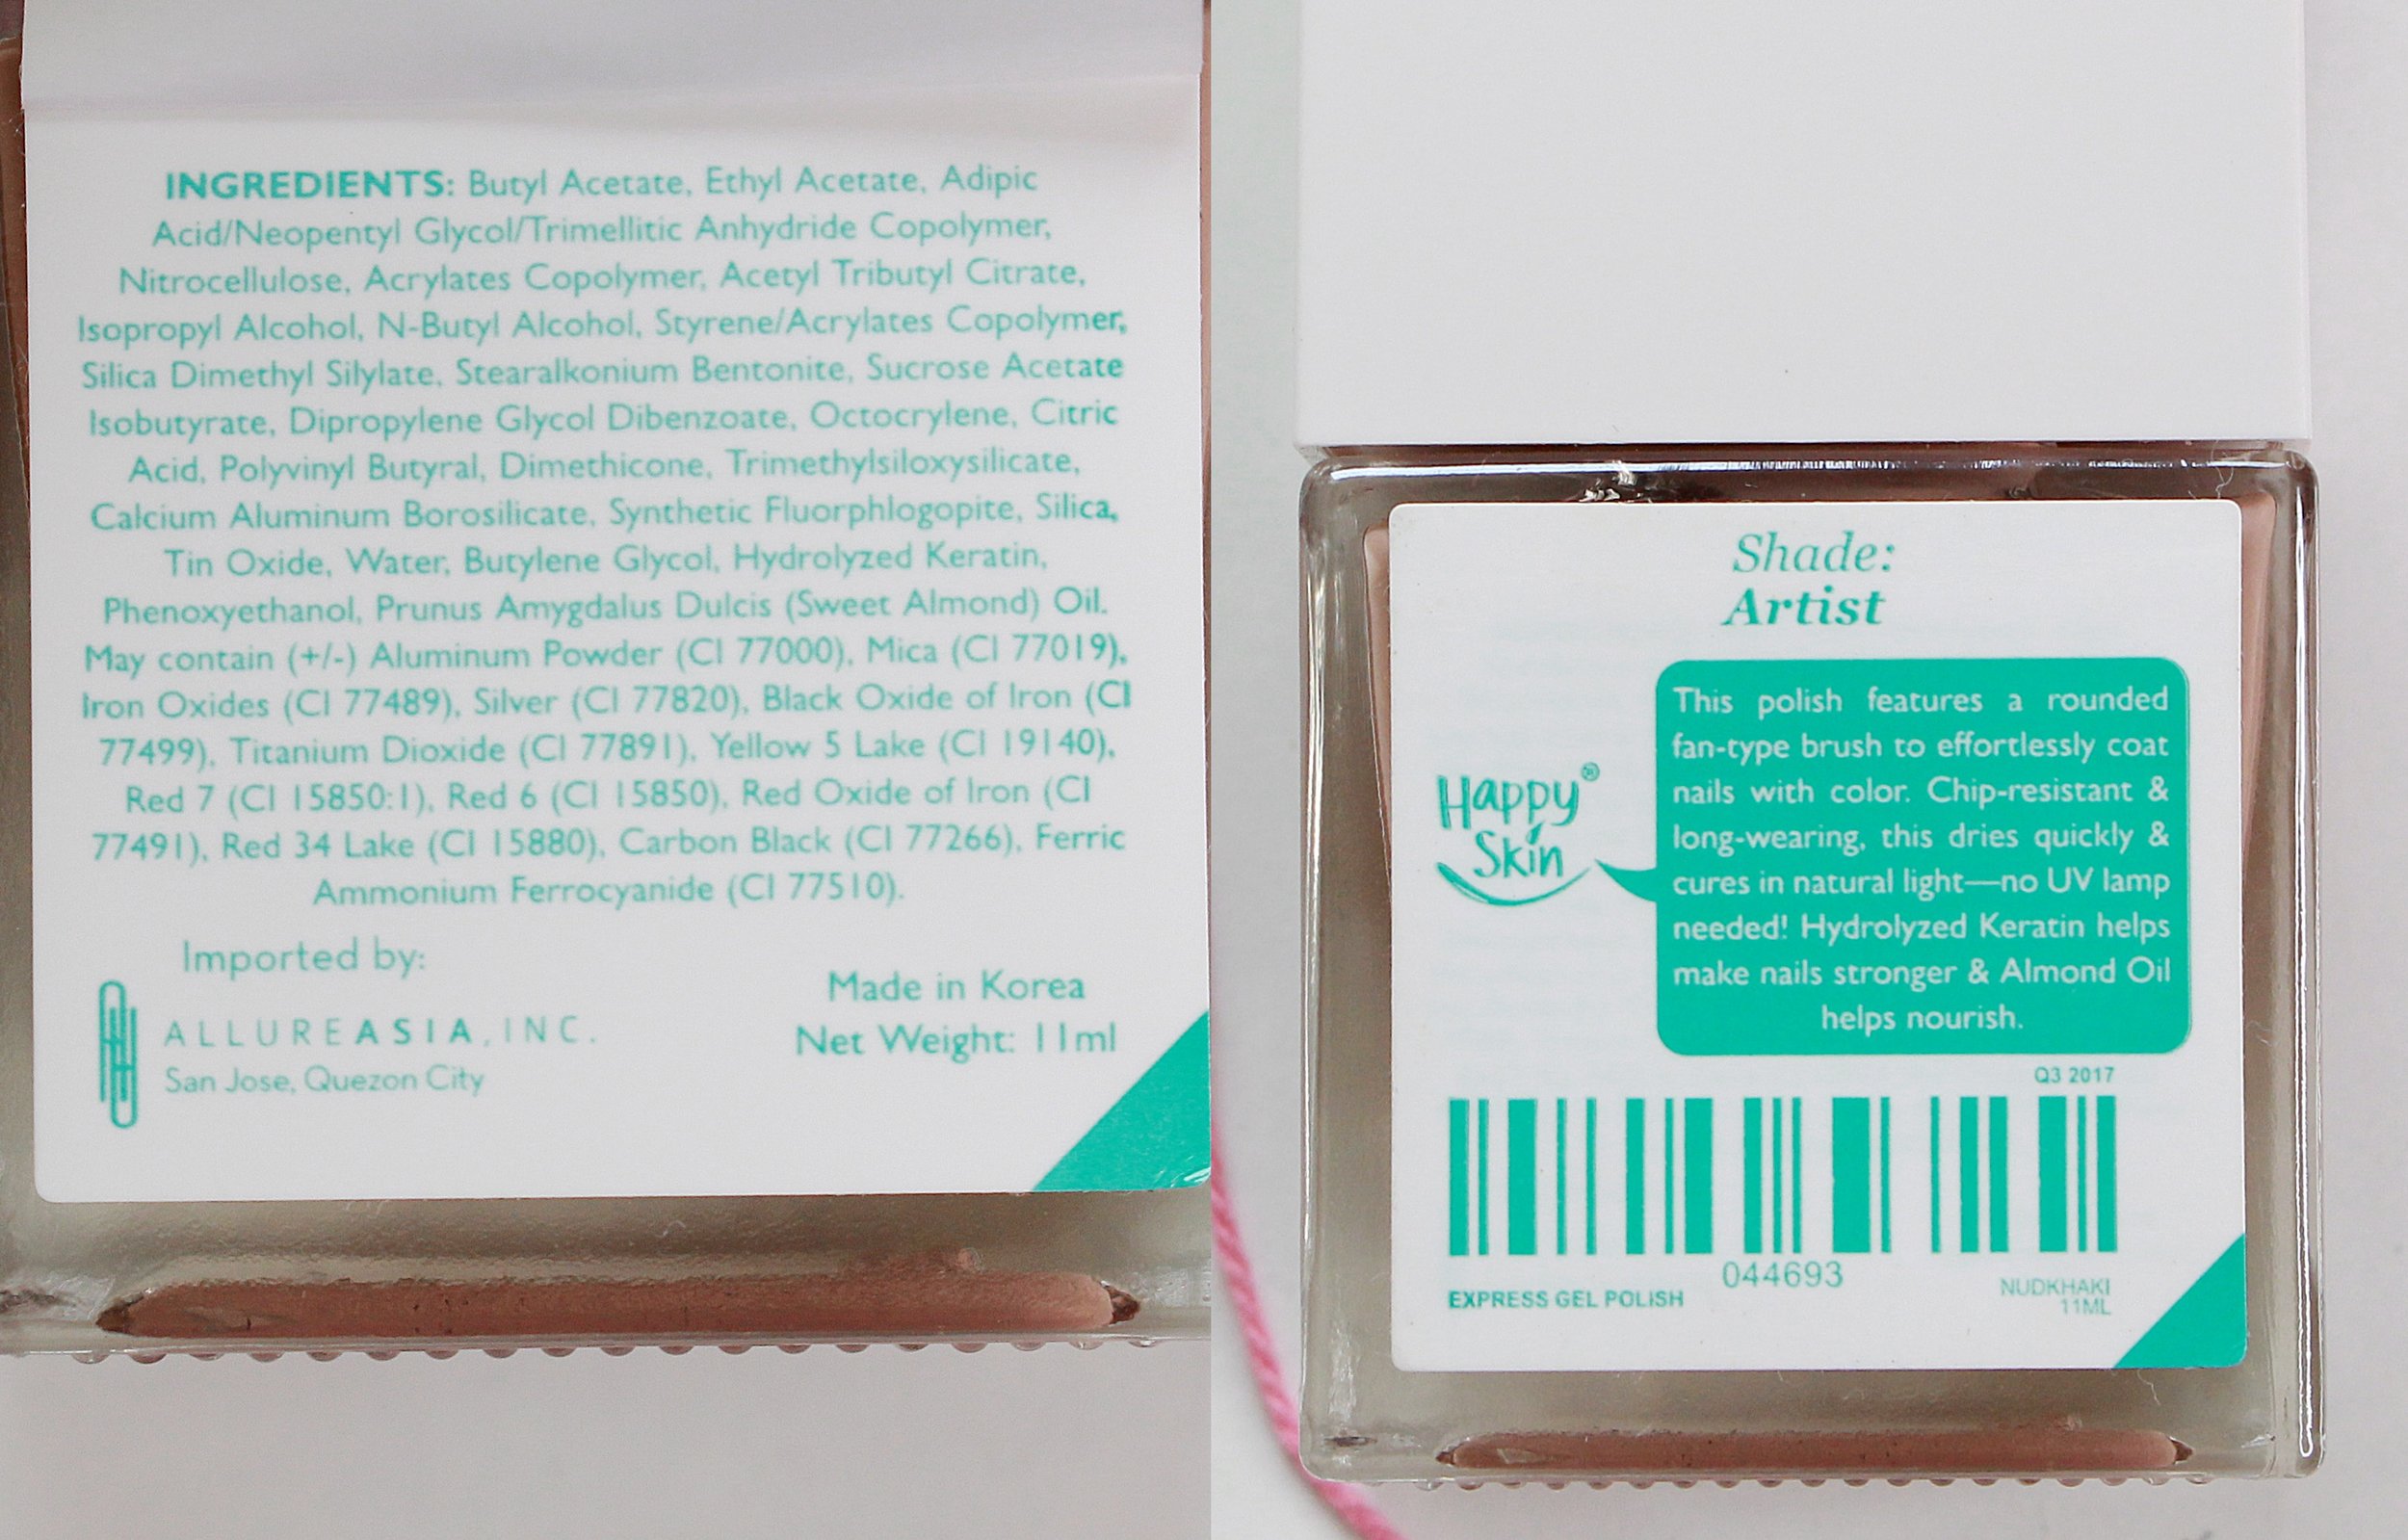 INGREDIENTS: Butyl Acetate, Ethyl Acetate, Adipic
Acid/Neopentyl Glycol/Trimellitic Anhydride Copolymer,
Nitrocellulose, Acrylates Copolymer, Acetyl Tributyl Citrate,
Isopropyl Alcohol, N-Butyl Alcohol, Styrene/Acrylates Copolymer,
Silica Dimethyl Silylate, Stearalkonium Bentonite, Sucrose Acetate
Isobutyrate, Dipropylene Glycol Dibenzoate, Octocrylene, Citric
Acid, Polyvinyl Butyral, Dimethicone, Trimethylsiloxysilicate,
Calcium Aluminum Borosilicate, Synthetic Fluorphlogopite, Silica,
Tin Oxide, Water, Butylene Glycol, Hydrolyzed Keratin,
Phenoxyethanol, Prunus Amygdalus Dulcis (Sweet Almond) Oil.
May contain (+/-) Aluminum Powder (CI 77000), Mica (CI 77019),
Iron Oxides (CI 77489), Silver (CI 77820), Black Oxide of Iron (CI
77499), Titanium Dioxide (CI 77891), Yellow 5 Lake (CI 19140),
Red 7 (CI 15850:1), Red 6 (CI 15850), Red Oxide of Iron (CI
77491), Red 34 Lake (CI 15880), Carbon Black (CI 77266), Ferric
Ammonium Ferrocyanide (CI 77510).
Imported by:
ALLUREASIA, INC.
San Jose, Quezon City
Made in Korea
Net Weight: 11ml
Shade:
Artist
Happy®
Skin
This polish features a rounded
fan-type brush to effortlessly coat
nails with color. Chip-resistant &
long-wearing, this dries quickly &
cures in natural light—no UV lamp
needed! Hydrolyzed Keratin helps
make nails stronger & Almond Oil
helps nourish.
Q3 2017
044693
EXPRESS GEL POLISH
NUDKHAKI
11ML